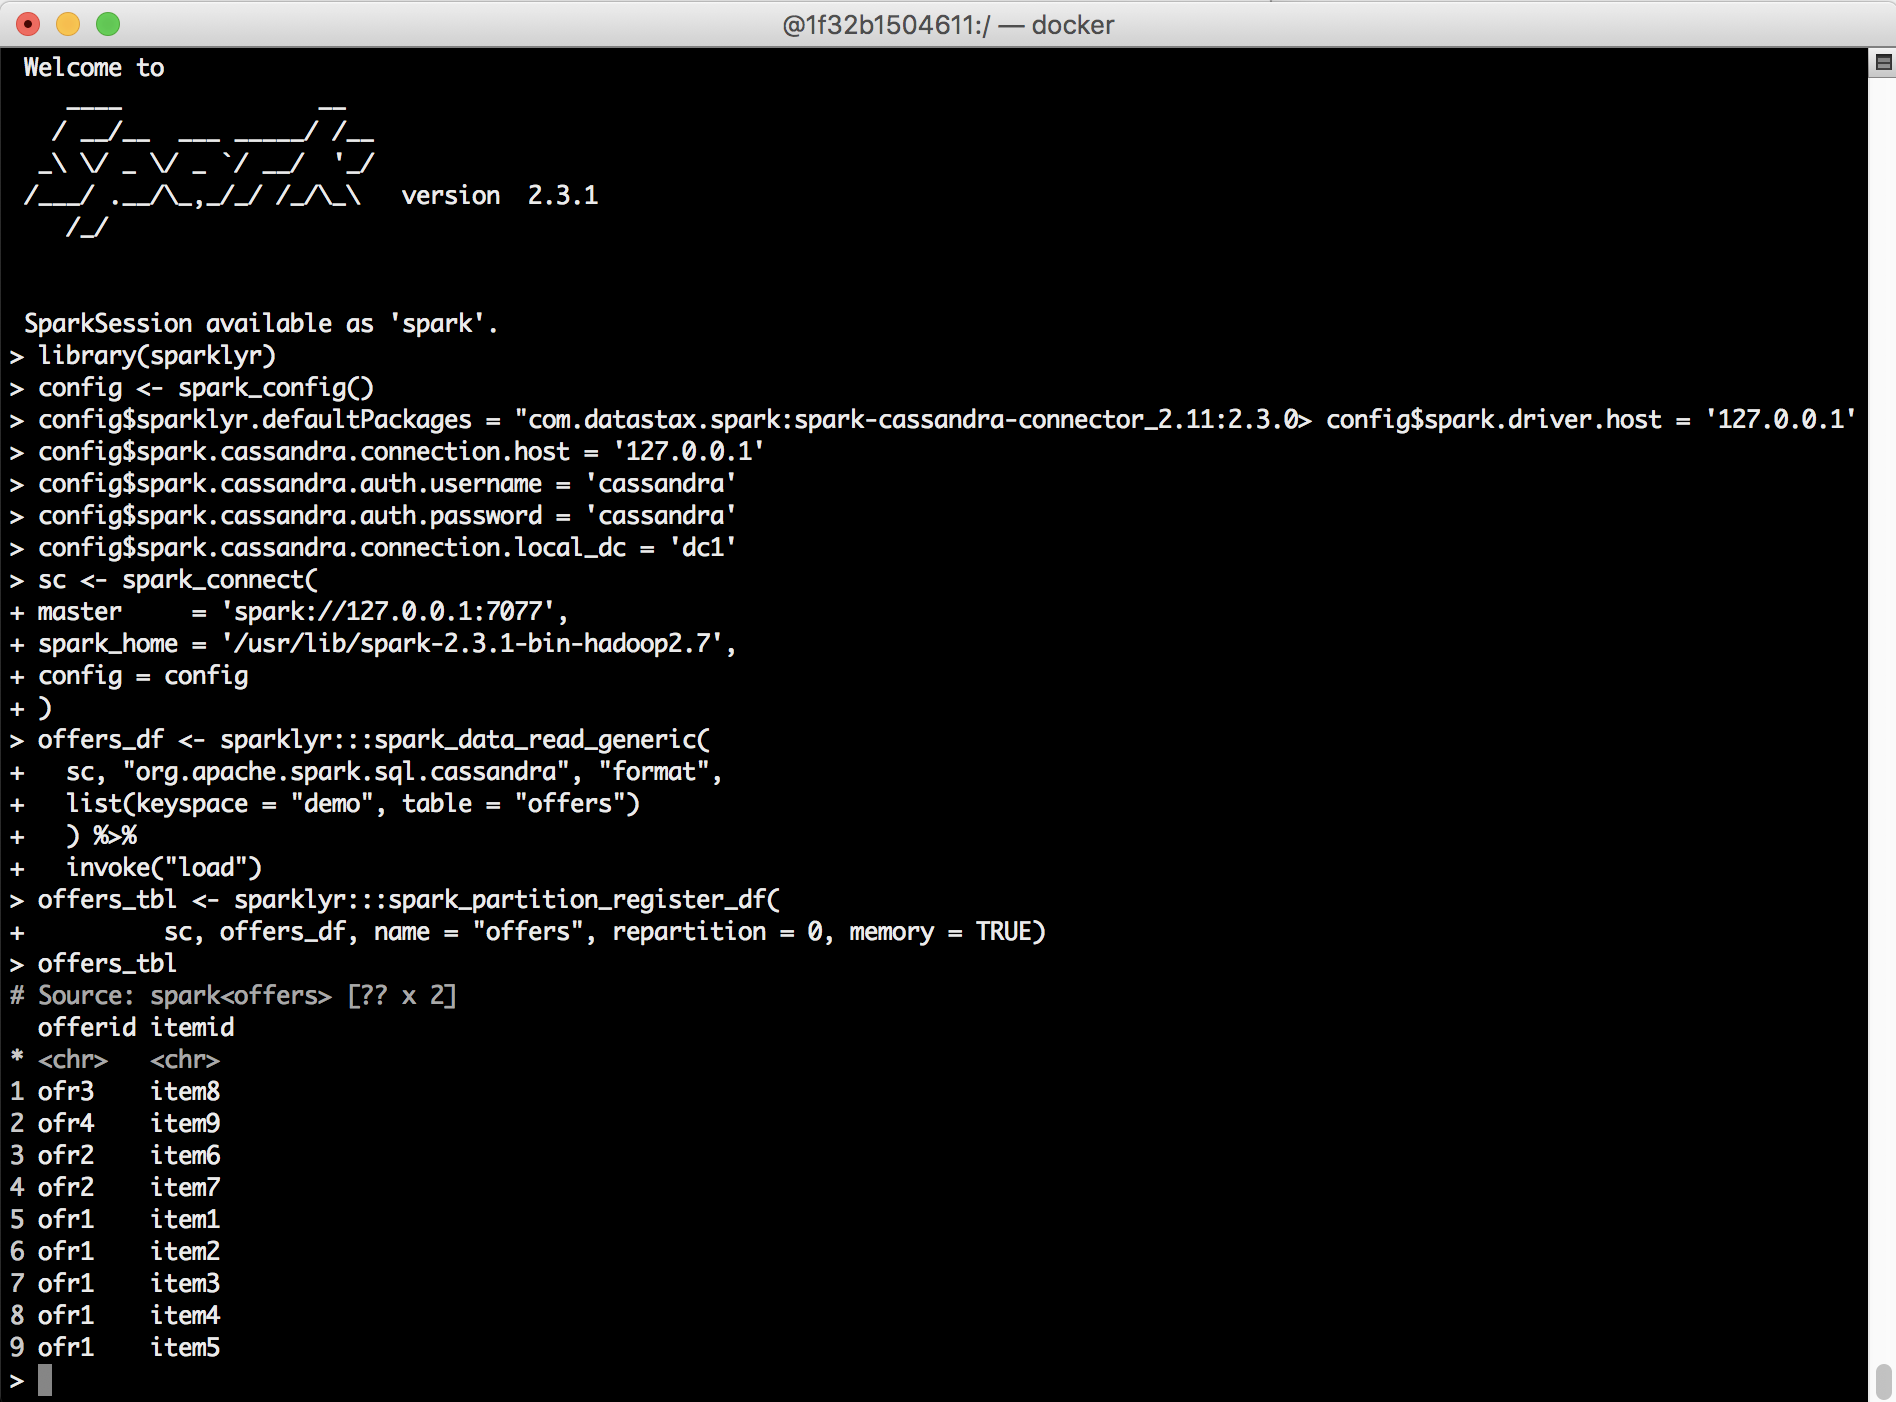 @1f32b1504611:/ — docker
Welcome to
      ____              __
     / __/__  ___ _____/ /__
    _\ \/ _ \/ _ `/ __/  '_/
   /___/ .__/\_,_/_/ /_/\_\   version  2.3.1
      /_/
SparkSession available as 'spark'.
> library(sparklyr)
> config <- spark_config()
> config$sparklyr.defaultPackages = "com.datastax.spark:spark-cassandra-connector_2.11:2.3.0> config$spark.driver.host = '127.0.0.1'
> config$spark.cassandra.connection.host = '127.0.0.1'
> config$spark.cassandra.auth.username = 'cassandra'
> config$spark.cassandra.auth.password = 'cassandra'
> config$spark.cassandra.connection.local_dc = 'dc1'
> sc <- spark_connect(
+ master     = 'spark://127.0.0.1:7077',
+ spark_home = '/usr/lib/spark-2.3.1-bin-hadoop2.7',
+ config = config
+ )
> offers_df <- sparklyr:::spark_data_read_generic(
+   sc, "org.apache.spark.sql.cassandra", "format",
+   list(keyspace = "demo", table = "offers")
+   ) %>%
+   invoke("load")
> offers_tbl <- sparklyr:::spark_partition_register_df(
+          sc, offers_df, name = "offers", repartition = 0, memory = TRUE)
> offers_tbl
# Source: spark<offers> [?? x 2]
  offerid itemid
* <chr>   <chr>
1 ofr3    item8
2 ofr4    item9
3 ofr2    item6
4 ofr2    item7
5 ofr1    item1
6 ofr1    item2
7 ofr1    item3
8 ofr1    item4
9 ofr1    item5
>